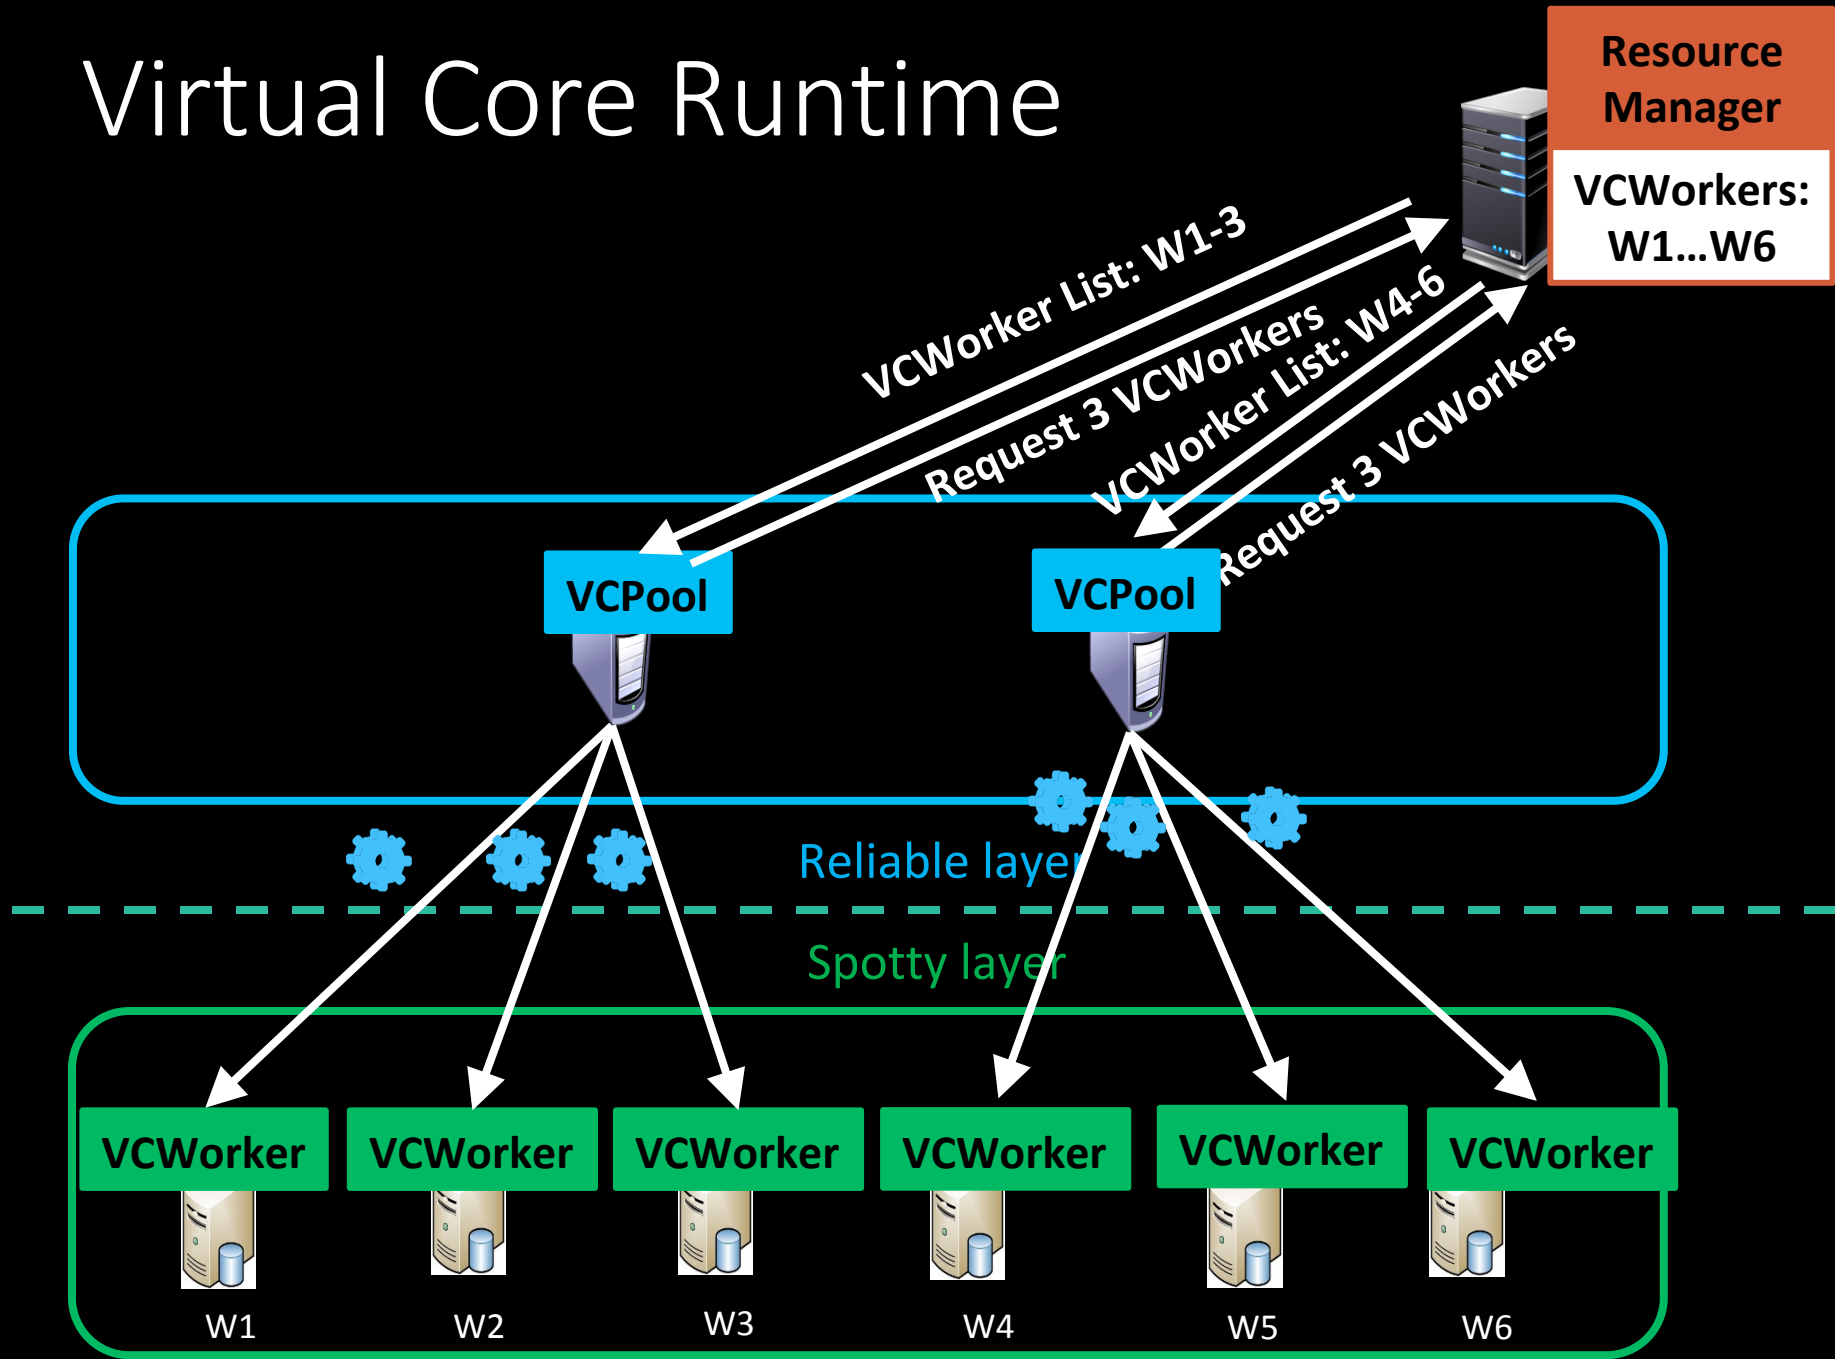 Virtual Core Runtime
Resource
Manager
VCWorkers:
W1...W6
VCWorker List: W1-3
Request 3 VCWorkers
VCWorker List: W4-6
Request 3 VCWorkers
VCPool
VCPool
Reliable layer
Spotty layer
VCWorker
VCWorker
VCWorker
VCWorker
VCWorker
VCWorker
W1
W2
W3
W4
W5
W6